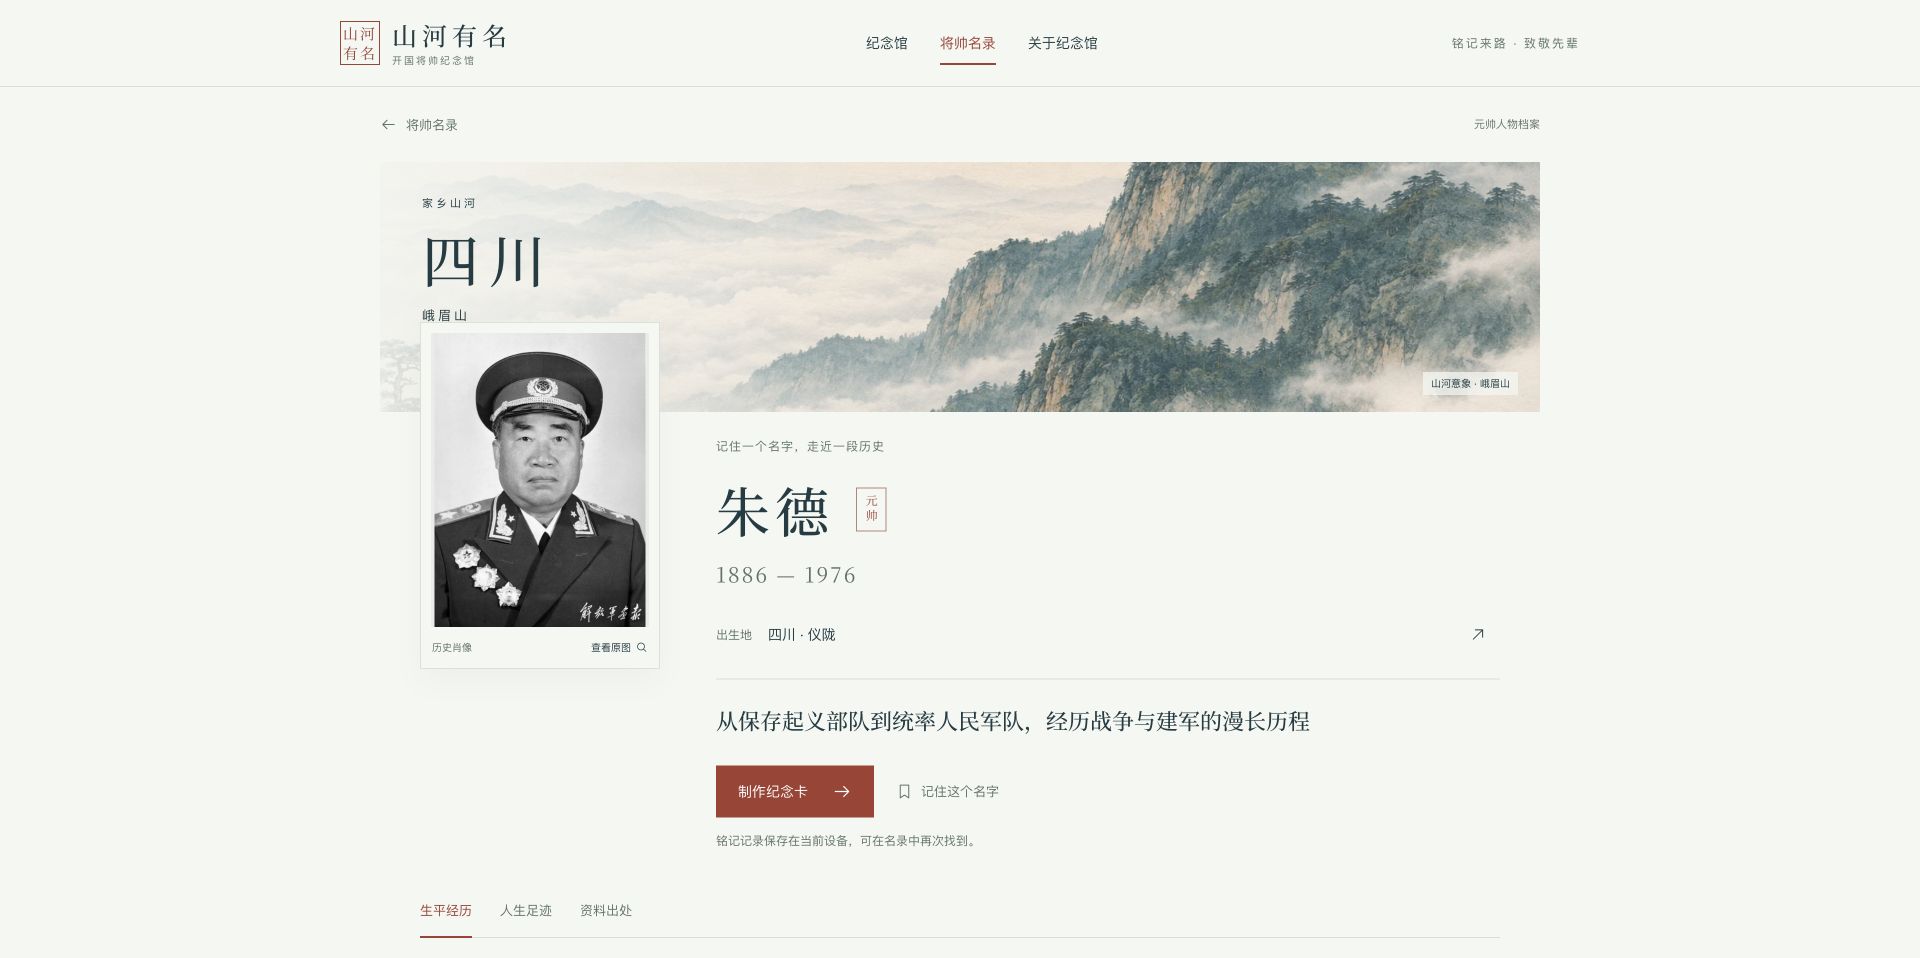 山河
有名
山河有名
开国将帅纪念馆
纪念馆
将帅名录
关于纪念馆
铭记来路 · 致敬先辈
将帅名录
元帅人物档案
家乡山河
四川
峨眉山
山河意象 · 峨眉山
解放军画报
历史肖像
查看原图
记住一个名字，走近一段历史
朱德
元
帅
1886 — 1976
出生地 四川 · 仪陇
从保存起义部队到统率人民军队，经历战争与建军的漫长历程
制作纪念卡
记住这个名字
铭记记录保存在当前设备，可在名录中再次找到。
生平经历
人生足迹
资料出处